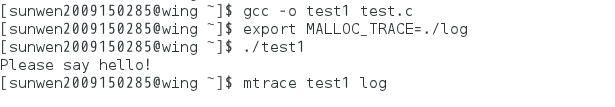 [sunwen2009150285@wing ~]$ gcc -o test1 test.c
[sunwen2009150285@wing ~]$ export MALLOC_TRACE=./log
[sunwen2009150285@wing ~]$ ./test1
Please say hello!
[sunwen2009150285@wing ~]$ mtrace test1 log